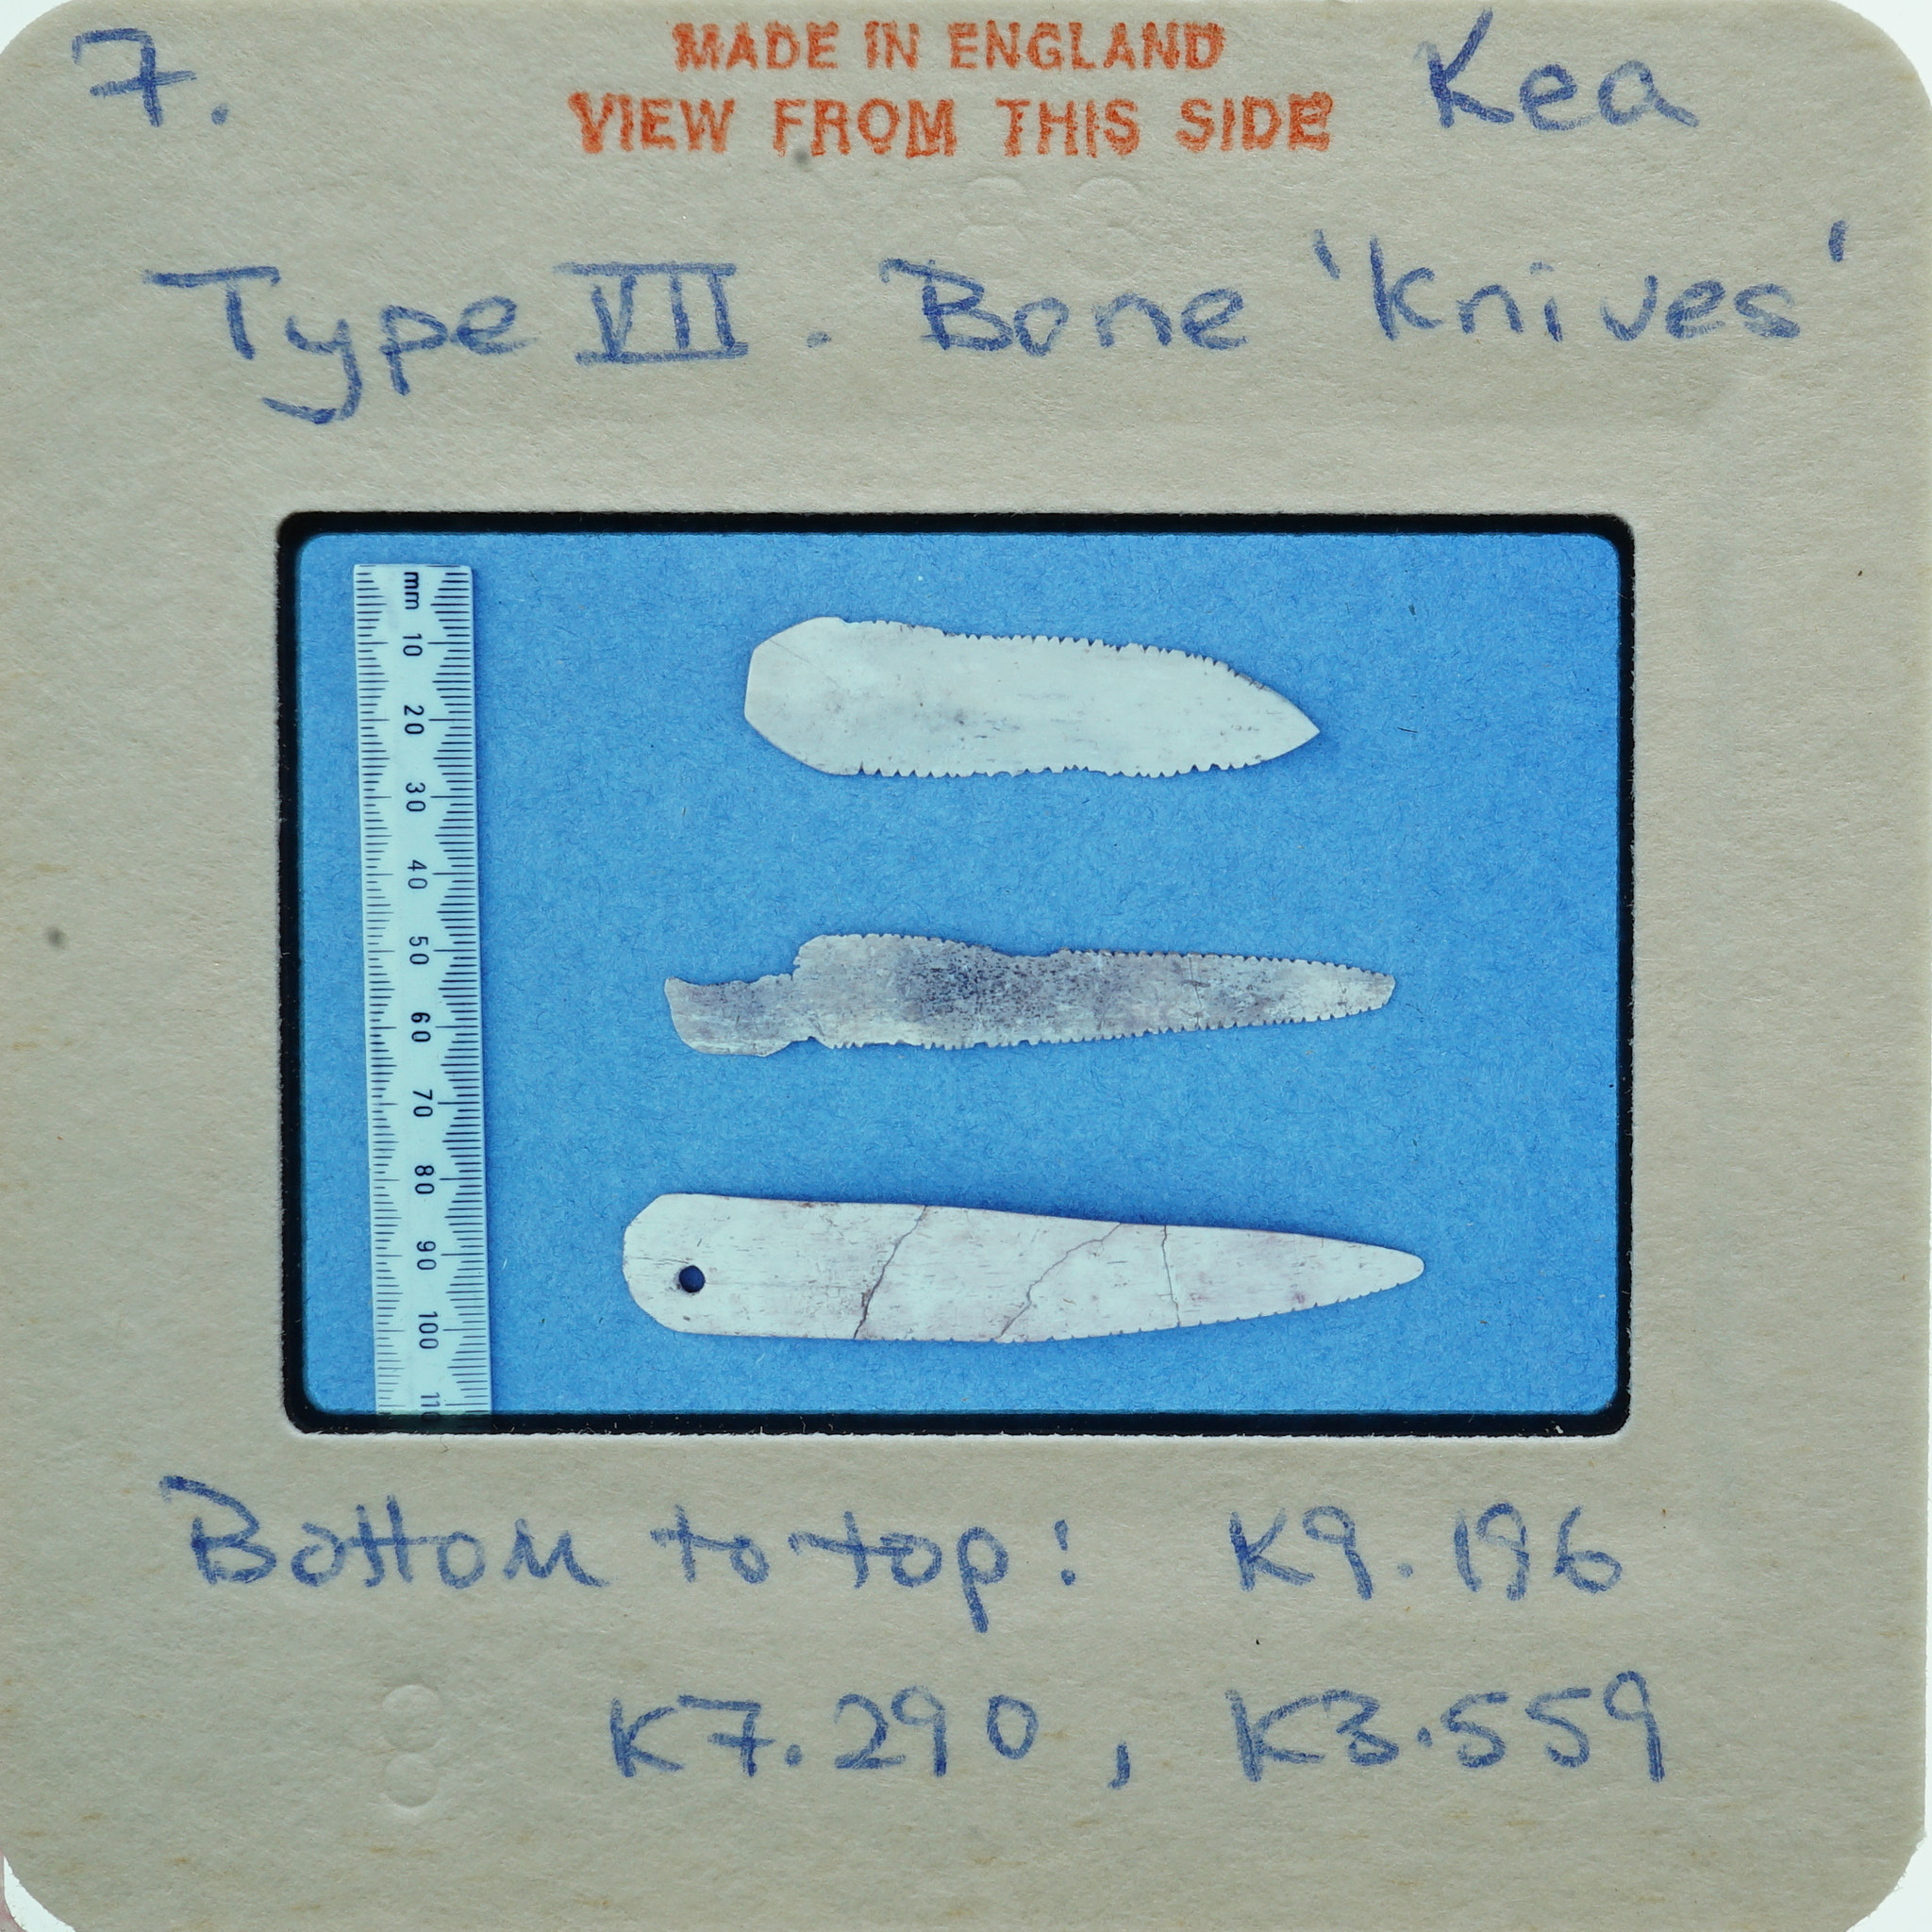 7.
MADE IN ENGLAND
VIEW FROM THIS SIDE
Kea
Type VII. Bone 'knives'
mm
10
20
30
40
50
60
70
80
90
100
110
Bottom to top: K9.196
K7.290, K3.559